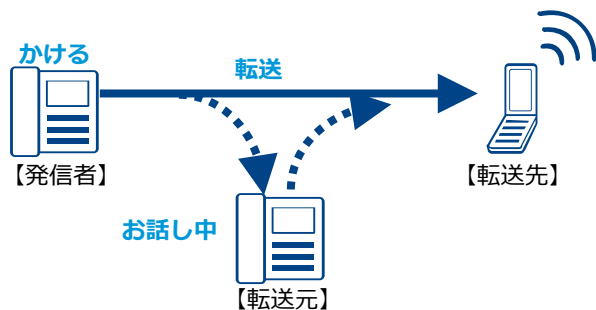 かける
転送
【発信者】
【転送先】
お話し中
【転送元】